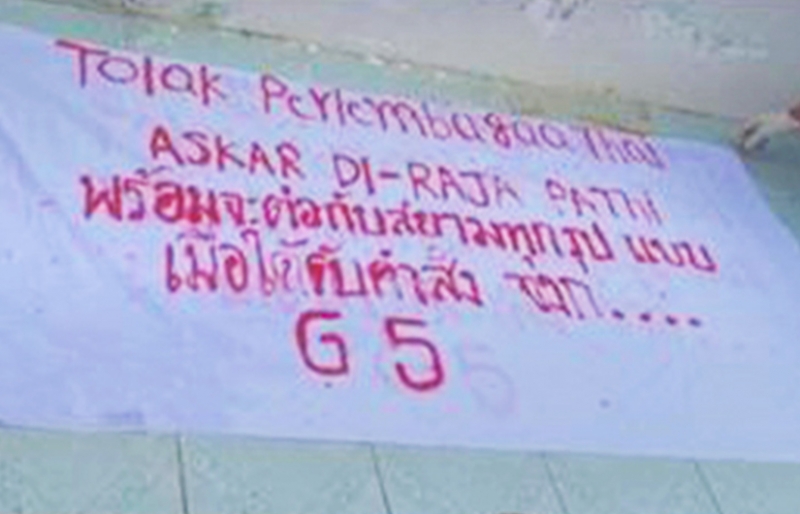 Tolak Perlembagaa Thai
ASKAR DI-RAJA PATTNI
พร้อมจะต่อกับสยามทุกรูป แบบ
เมื่อได้รับคำสั่ง จาก....
G 5